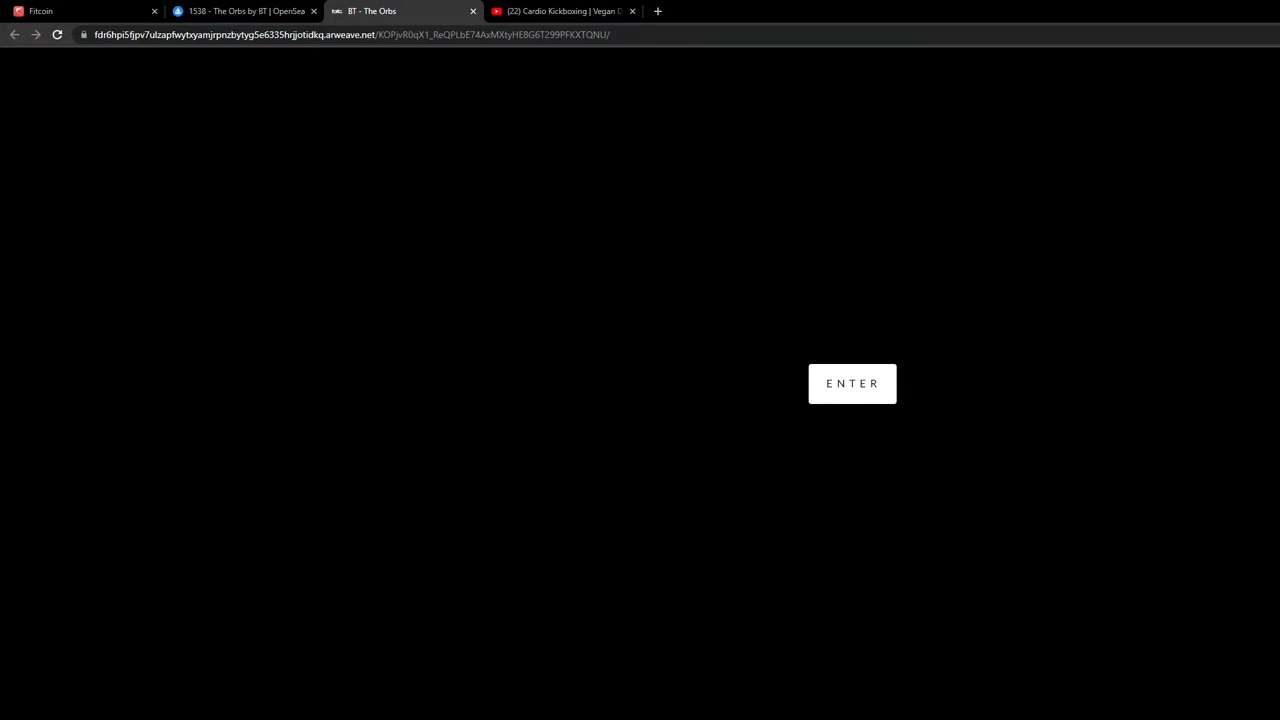 Fitcoin
1538 - The Orbs by BT | OpenSea
BT - The Orbs
(22) Cardio Kickboxing | Vegan D
fdr6hpi5fjpv7ulzapfwytxyamjrpnzbytyg5e6335hrjjotidkq.arweave.net/KOPjvR0qX1_ReQPLbE74AxMXtyHE8G6T299PFKXTQNU/
ENTER